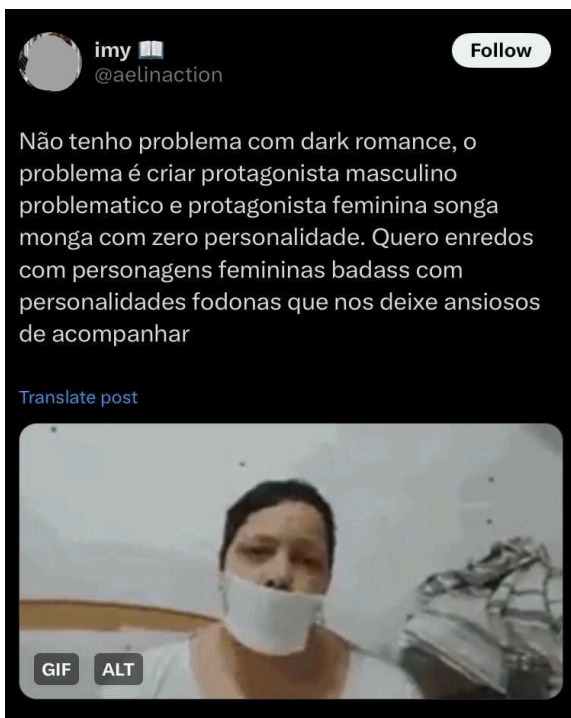 imy
Follow
@aelinaction
Não tenho problema com dark romance, o
problema é criar protagonista masculino
problematico e protagonista feminina songa
monga com zero personalidade. Quero enredos
com personagens femininas badass com
personalidades fodonas que nos deixe ansiosos
de acompanhar
Translate post
GIF ALT